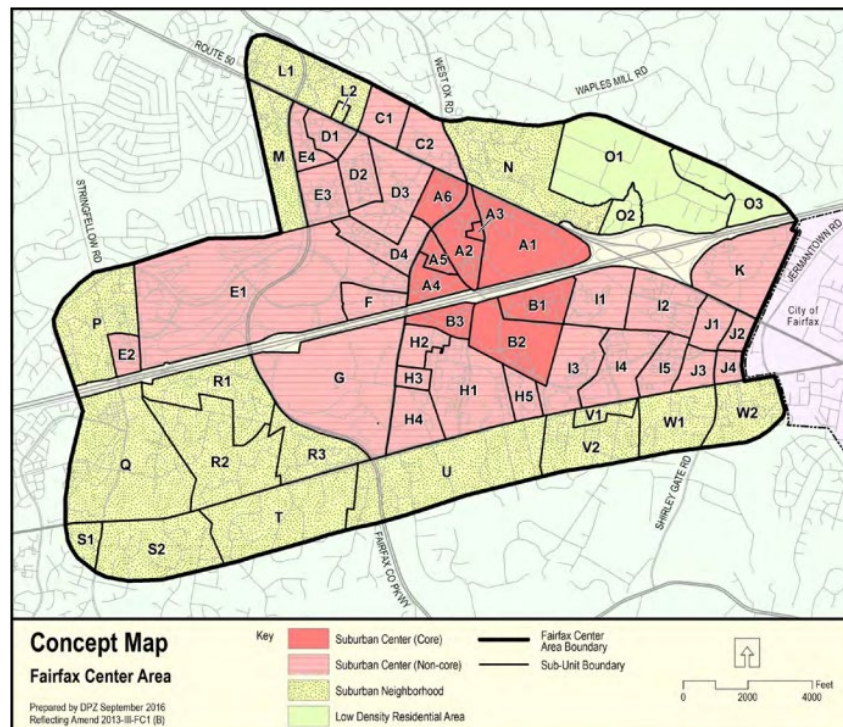 ROUTE 50
L1
L2
WEST OX RD
WAPLES MILL RD
C1
C2
D1
E4
M
N
O1
D2
E3
D3
A6
A3
O2
O3
STRINGFELLOW RD
A2
A1
JERMANTOWN RD
D4
A5
K
E1
A4
F
B1
I1
I2
City of
Fairfax
P
B3
J1
J2
B2
H2
E2
R1
G
H3
H1
I3
I4
I5
J3
J4
H5
H4
V1
W1
W2
Q
R2
R3
V2
U
T
S1
S2
SHIRLEY GATE RD
FAIRFAX CO PKWY
Concept Map
Fairfax Center Area
Prepared by DPZ September 2016
Reflecting Amend 2013-III-FC1 (B)
Key
Suburban Center (Core)
Suburban Center (Non-core)
Suburban Neighborhood
Low Density Residential Area
Fairfax Center
Area Boundary
Sub-Unit Boundary
Feet
0 2000 4000